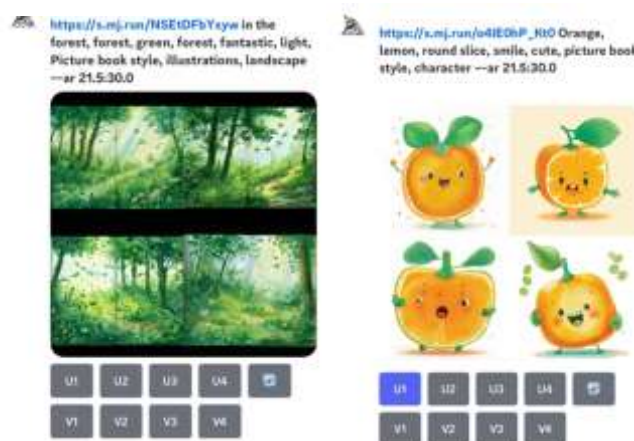 https://s.mj.run/NSEtDFbYxyw in the
forest, forest, green, forest, fantastic, light,
Picture book style, illustrations, landscape
—ar 21.5:30.0
U1 U2 U3 U4
V1 V2 V3 V4
https://s.mj.run/o4IE0hP_Kt0 Orange,
lemon, round slice, smile, cute, picture book
style, character —ar 21.5:30.0
U1 U2 U3 U4
V1 V2 V3 V4